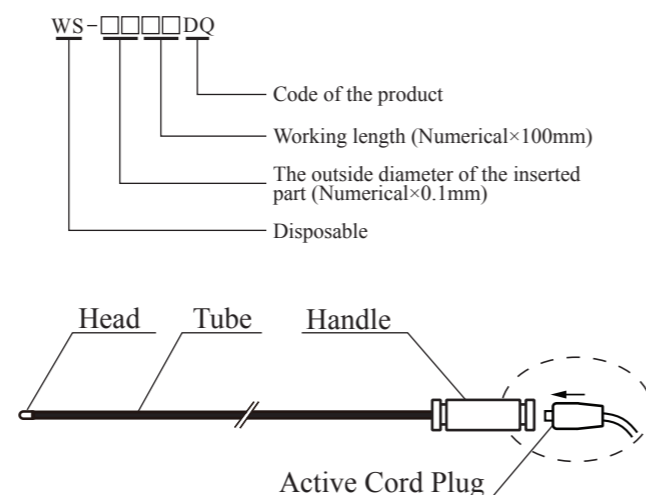 WS-□□□□DQ
Code of the product
Working length (Numerical×100mm)
The outside diameter of the inserted
part (Numerical×0.1mm)
Disposable
Head
Tube
Handle
Active Cord Plug